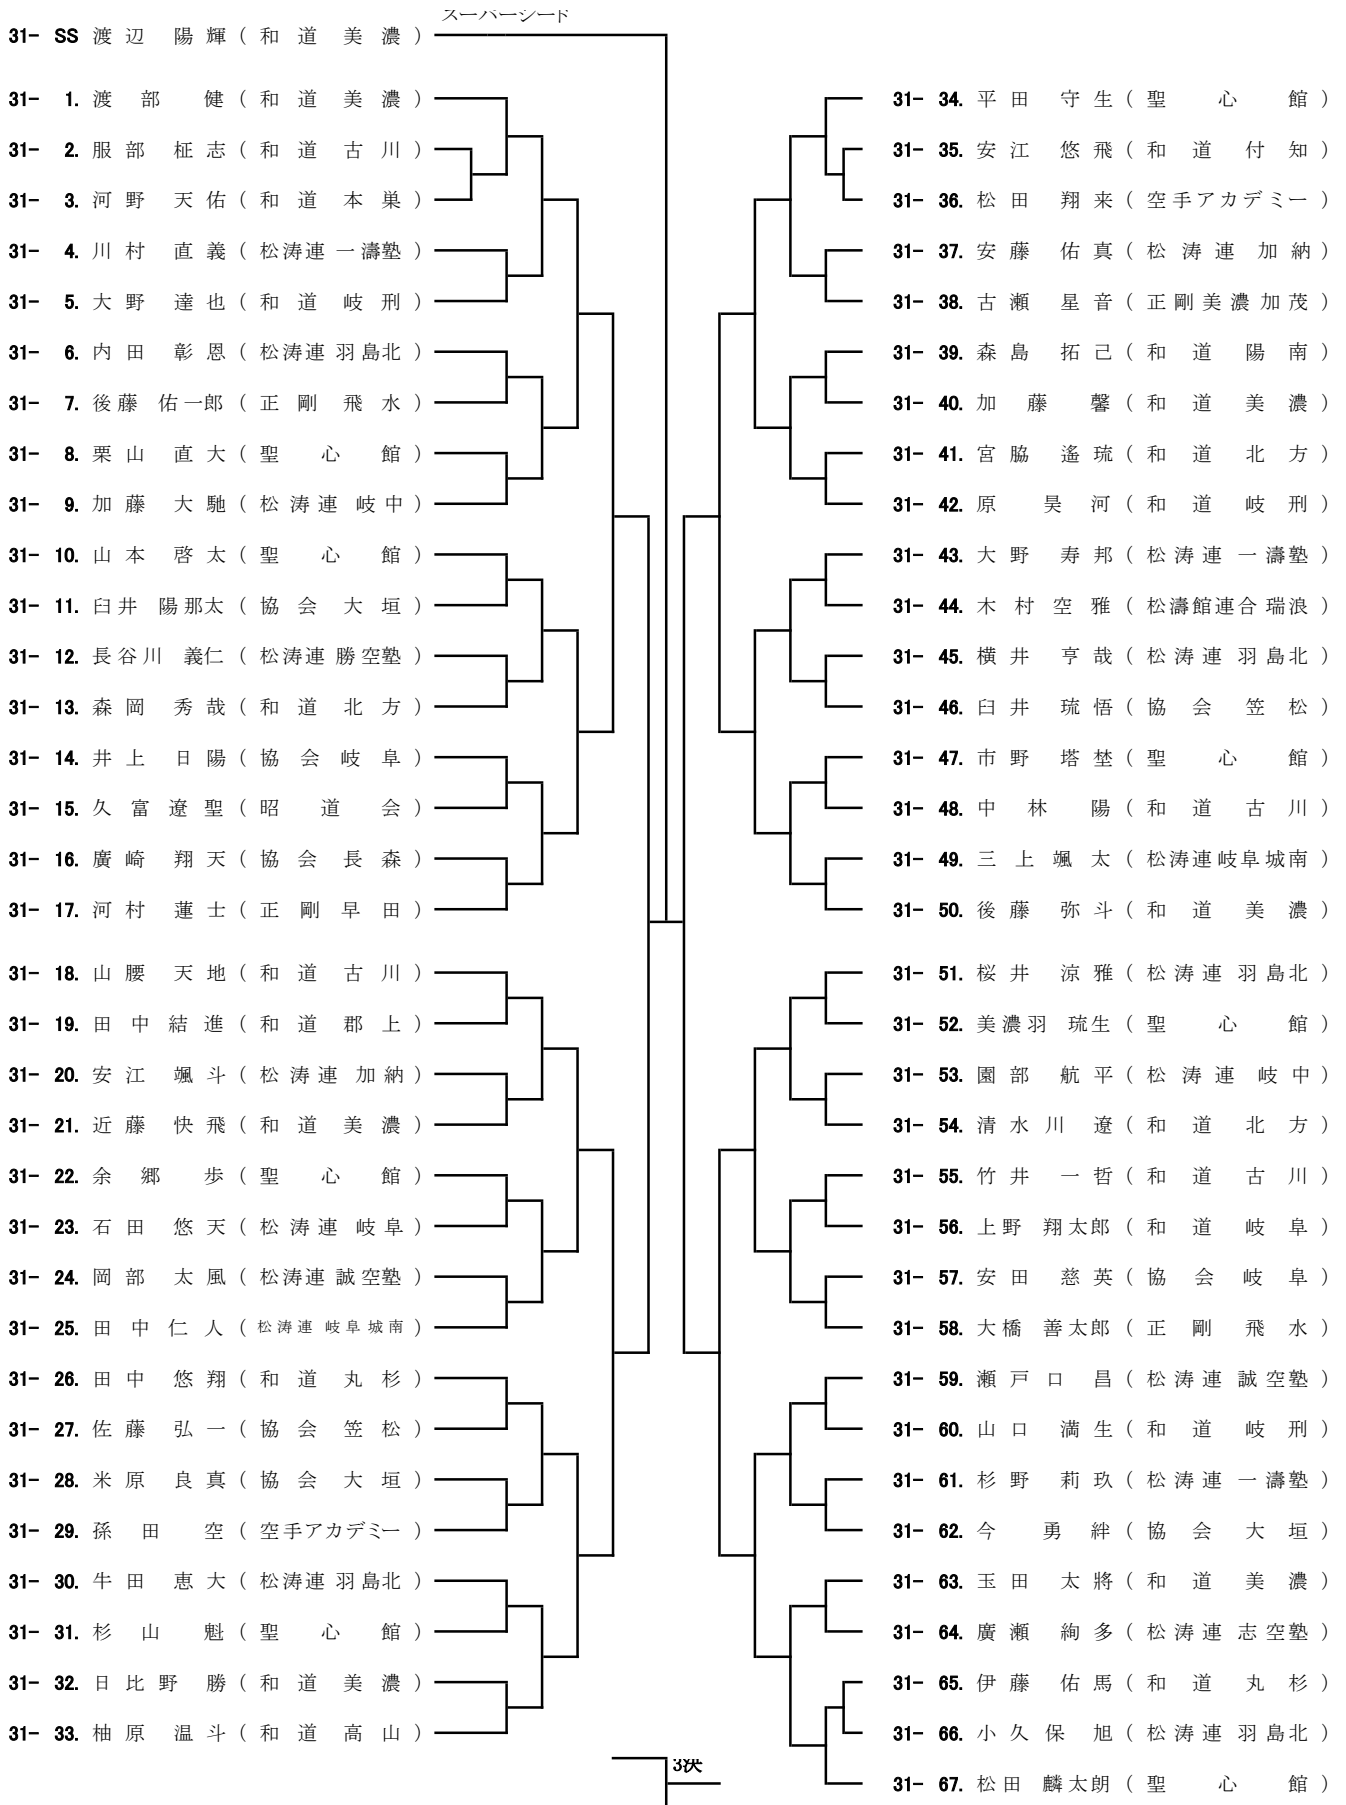 スーパーシード
31- SS 渡辺 陽輝 (和道美濃)
31- 1. 渡部 健 (和道美濃)
31- 2. 服部 柾志 (和道古川)
31- 3. 河野 天佑 (和道本巣)
31- 4. 川村 直義 (松涛連 一濤塾)
31- 5. 大野 達也 (和道岐刑)
31- 6. 内田 彰恩 (松涛連 羽島北)
31- 7. 後藤 佑一郎 (正剛飛水)
31- 8. 栗山 直大 (聖心館)
31- 9. 加藤 大馳 (松涛連 岐中)
31- 10. 山本 啓太 (聖心館)
31- 11. 臼井 陽那太 (協会大垣)
31- 12. 長谷川 義仁 (松涛連 勝空塾)
31- 13. 森岡 秀哉 (和道北方)
31- 14. 井上 日陽 (協会岐阜)
31- 15. 久富遼聖 (昭道会)
31- 16. 廣崎 翔天 (協会長森)
31- 17. 河村 蓮士 (正剛早田)
31- 18. 山腰 天地 (和道古川)
31- 19. 田中結進 (和道郡上)
31- 20. 安江 颯斗 (松涛連 加納)
31- 21. 近藤 快飛 (和道美濃)
31- 22. 余郷 歩 (聖心館)
31- 23. 石田 悠天 (松涛連 岐阜)
31- 24. 岡部 太風 (松涛連 誠空塾)
31- 25. 田中仁人 (松涛連 岐阜城南)
31- 26. 田中 悠翔 (和道丸杉)
31- 27. 佐藤 弘一 (協会笠松)
31- 28. 米原 良真 (協会大垣)
31- 29. 孫田 空 (空手アカデミー)
31- 30. 牛田 恵大 (松涛連 羽島北)
31- 31. 杉山 魁 (聖心館)
31- 32. 日比野 勝 (和道美濃)
31- 33. 柚原 温斗 (和道高山)
31- 34. 平田 守生 (聖心館)
31- 35. 安江 悠飛 (和道付知)
31- 36. 松田 翔来 (空手アカデミー)
31- 37. 安藤 佑真 (松涛連 加納)
31- 38. 古瀬 星音 (正剛美濃加茂)
31- 39. 森島 拓己 (和道陽南)
31- 40. 加藤 馨 (和道美濃)
31- 41. 宮脇 遙琉 (和道北方)
31- 42. 原 昊河 (和道岐刑)
31- 43. 大野 寿邦 (松涛連 一濤塾)
31- 44. 木村空雅 (松濤館連合瑞浪)
31- 45. 横井 亨哉 (松涛連 羽島北)
31- 46. 臼井 琉悟 (協会笠松)
31- 47. 市野 塔埜 (聖心館)
31- 48. 中林 陽 (和道古川)
31- 49. 三上颯太 (松涛連岐阜城南)
31- 50. 後藤 弥斗 (和道美濃)
31- 51. 桜井 涼雅 (松涛連 羽島北)
31- 52. 美濃羽 琉生 (聖心館)
31- 53. 園部 航平 (松涛連 岐中)
31- 54. 清水川 遼 (和道北方)
31- 55. 竹井 一哲 (和道古川)
31- 56. 上野 翔太郎 (和道岐阜)
31- 57. 安田 慈英 (協会岐阜)
31- 58. 大橋 善太郎 (正剛飛水)
31- 59. 瀬戸口 昌 (松涛連 誠空塾)
31- 60. 山口 満生 (和道岐刑)
31- 61. 杉野 莉玖 (松涛連 一濤塾)
31- 62. 今 勇絆 (協会大垣)
31- 63. 玉田 太將 (和道美濃)
31- 64. 廣瀬 絢多 (松涛連 志空塾)
31- 65. 伊藤 佑馬 (和道丸杉)
31- 66. 小久保 旭 (松涛連 羽島北)
31- 67. 松田 麟太朗 (聖心館)
3決